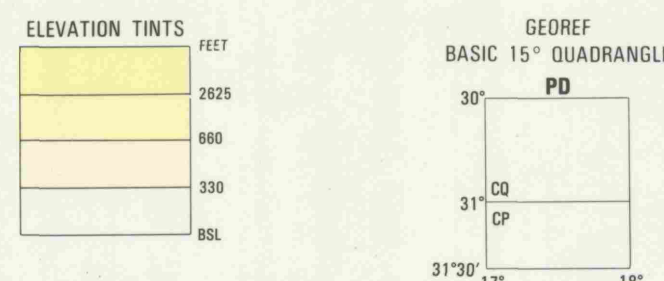 ELEVATION TINTS
FEET
2625
660
330
BSL
GEOREF
BASIC 15° QUADRANGLE
PD
30°
CQ
31°
CP
31°30'
17°
18°